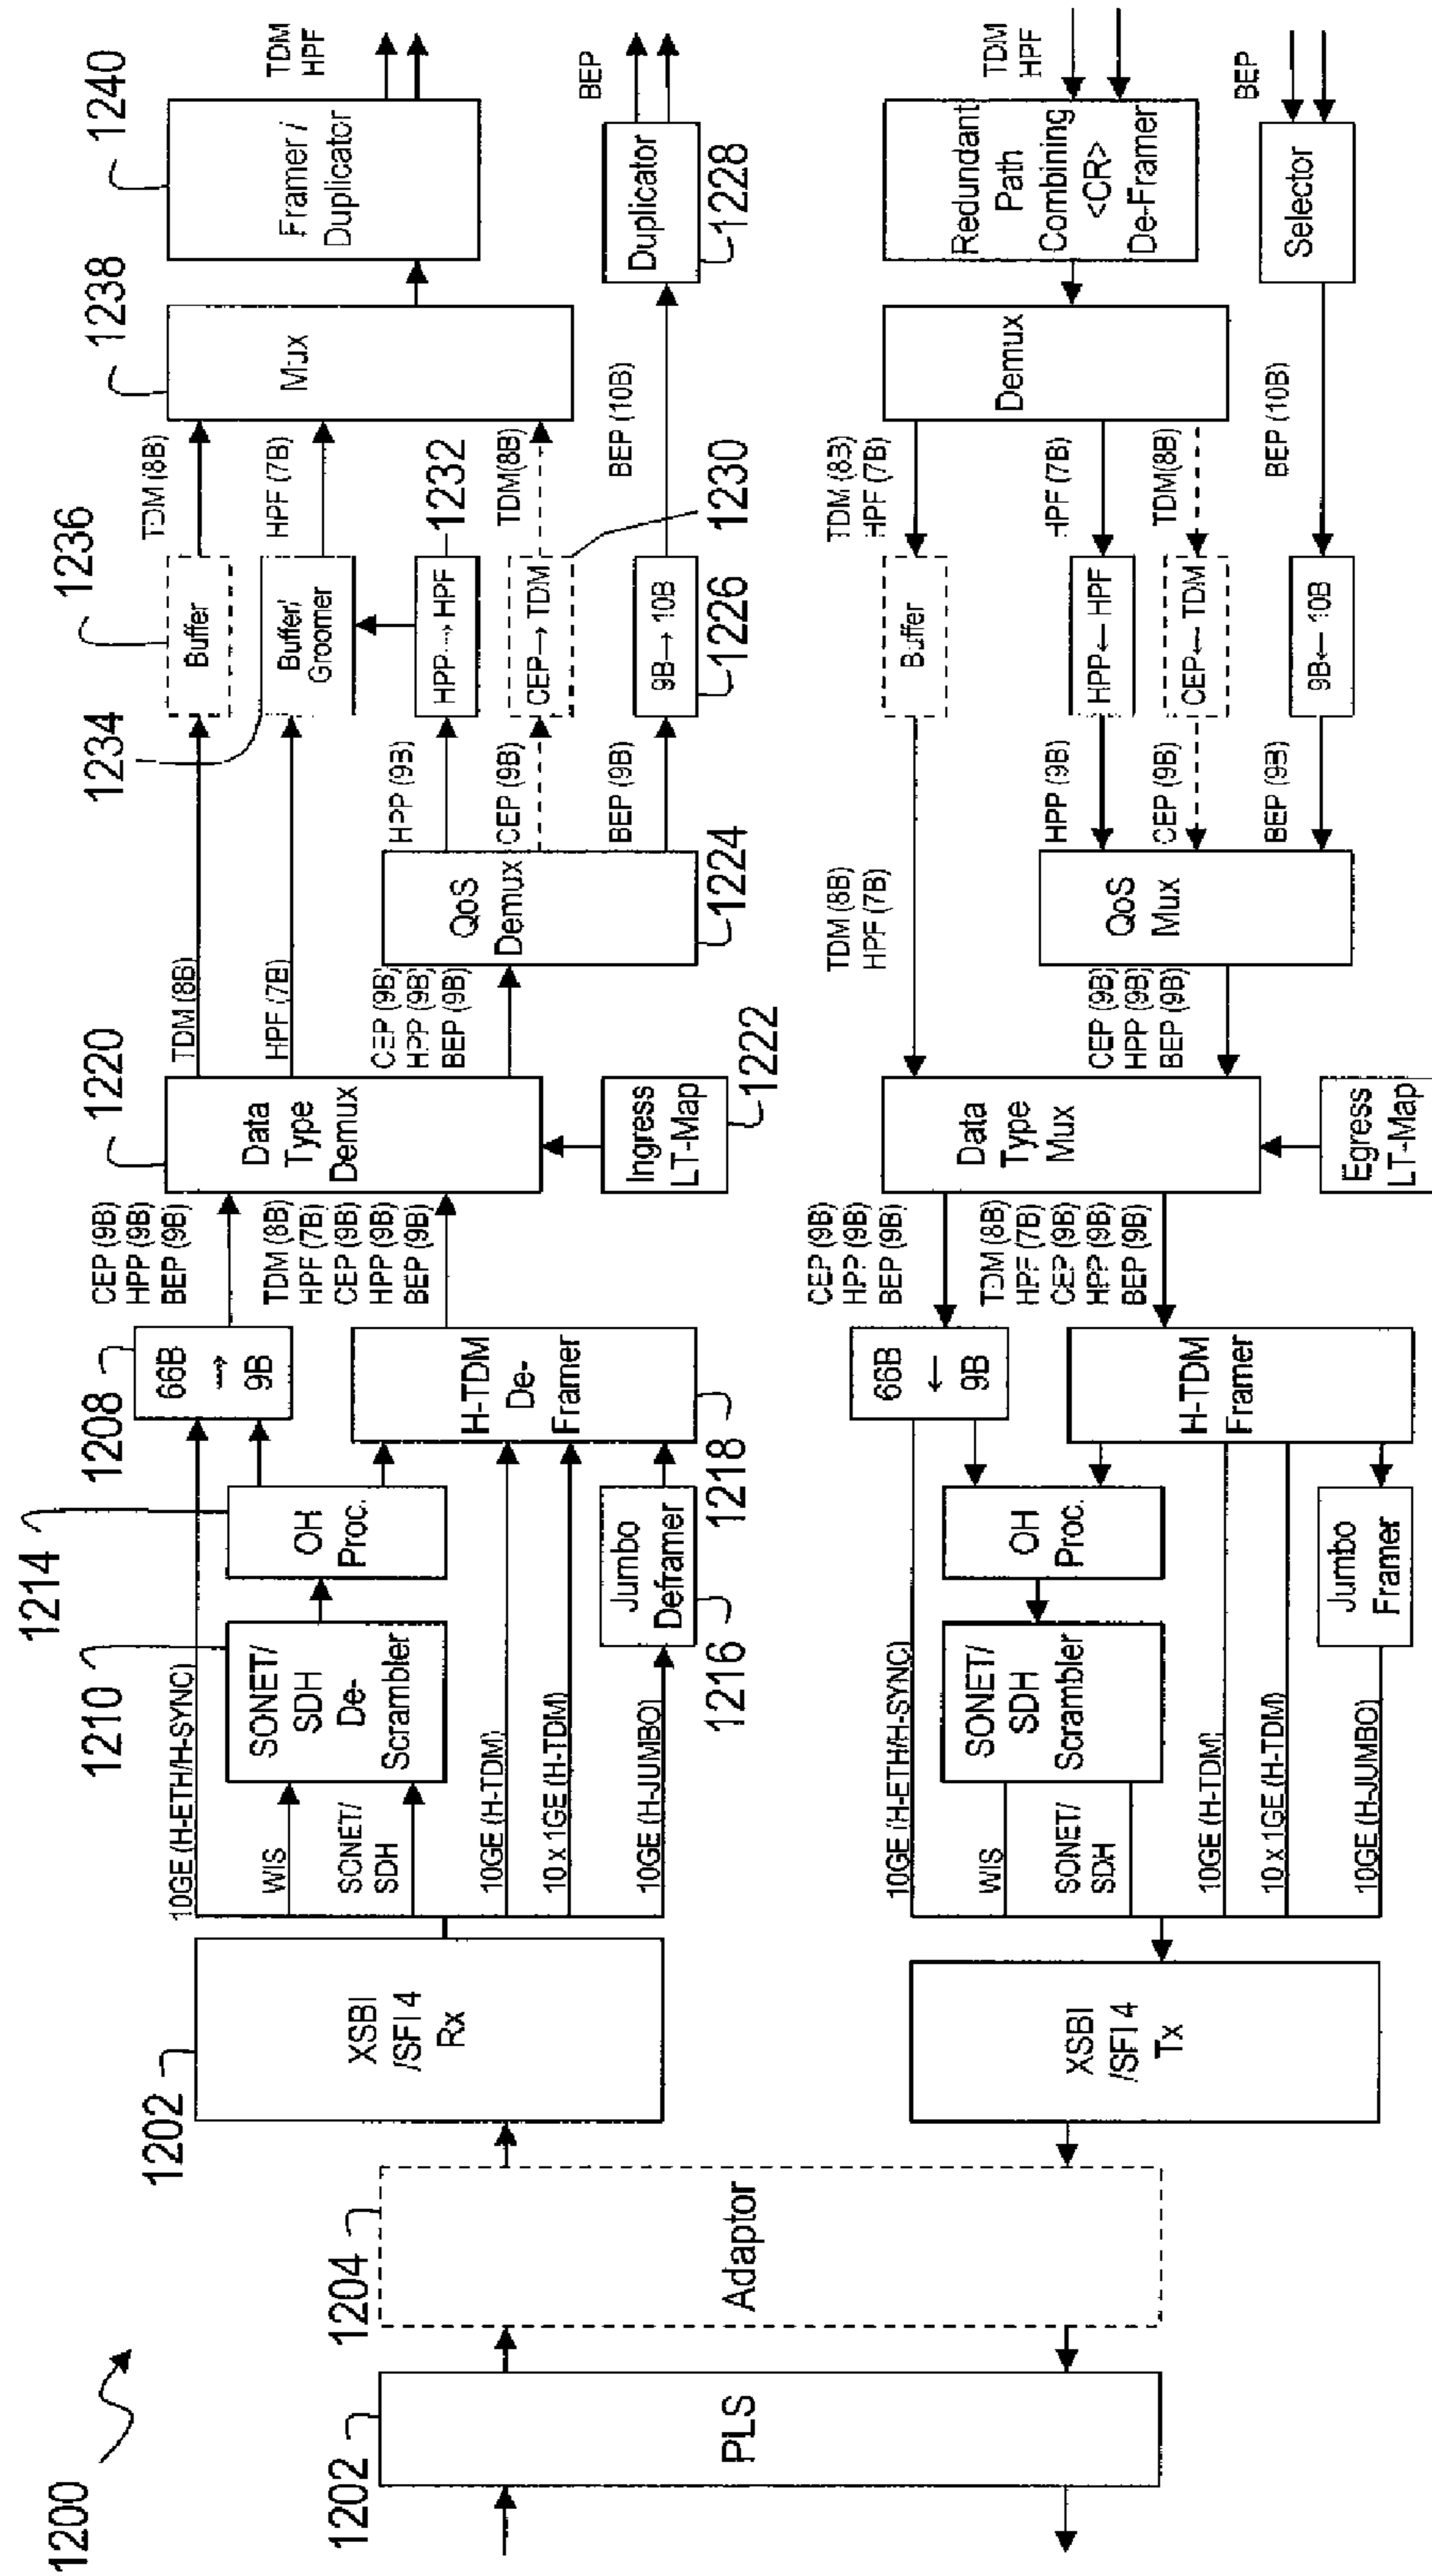 1200
1202
PLS
1204
Adaptor
1202
XSBI
/SFI 4
Rx
10GE (H-ETH/H-SYNC)
WIS
SONET/
SDH
10GE (H-TDM)
10 x 1GE (H-TDM)
10GE (H-JUMBO)
1210
SONET/
SDH
De-
Scrambler
1214
OH
Proc.
1216
Jumbo
Deframer
1208
66B
→
9B
1218
H-TDM
De-
Framer
CEP (9B)
HPP (9B)
BEP (9B)
TDM (8B)
HPF (7B)
CEP (9B)
HPP (9B)
BEP (9B)
1220
Data
Type
Demux
Ingress
LT-Map
1222
TDM (8B)
HPF (7B)
CEP (9B)
HPP (9B)
BEP (9B)
QoS
Demux
1224
HPP (9B)
CEP (9B)
BEP (9B)
1234
1236
Buffer
Buffer/
Groomer
HPP→HPF
1232
CEP→TDM
1230
9B→10B
1226
TDM (8B)
HPF (7B)
TDM(8B)
BEP (10B)
1238
Mux
1240
Framer /
Duplicator
Duplicator
1228
TDM
HPF
BEP
XSBI
/SFI 4
Tx
10GE (H-ETH/H-SYNC)
WIS
SONET/
SDH
10GE (H-TDM)
10 x 1GE (H-TDM)
10GE (H-JUMBO)
SONET/
SDH
Scrambler
OH
Proc.
Jumbo
Framer
66B
←
9B
H-TDM
Framer
CEP (9B)
HPP (9B)
BEP (9B)
TDM (8B)
HPF (7B)
CEP (9B)
HPP (9B)
BEP (9B)
Data
Type
Mux
Egress
LT-Map
TDM (8B)
HPF (7B)
CEP (9B)
HPP (9B)
BEP (9B)
QoS
Mux
HPP (9B)
CEP (9B)
BEP (9B)
Buffer
HPP←HPF
CEP←TDM
9B←10B
TDM (8B)
HPF (7B)
HPF (7B)
TDM(8B)
BEP (10B)
Demux
Redundant
Path
Combining
<CR>
De-Framer
Selector
TDM
HPF
BEP